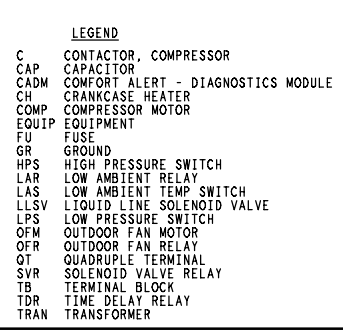 LEGEND
C CONTACTOR, COMPRESSOR
CAP CAPACITOR
CADM COMFORT ALERT - DIAGNOSTICS MODULE
CH CRANKCASE HEATER
COMP COMPRESSOR MOTOR
EQUIP EQUIPMENT
FU FUSE
GR GROUND
HPS HIGH PRESSURE SWITCH
LAR LOW AMBIENT RELAY
LAS LOW AMBIENT TEMP SWITCH
LLSV LIQUID LINE SOLENOID VALVE
LPS LOW PRESSURE SWITCH
OFM OUTDOOR FAN MOTOR
OFR OUTDOOR FAN RELAY
QT QUADRUPLE TERMINAL
SVR SOLENOID VALVE RELAY
TB TERMINAL BLOCK
TDR TIME DELAY RELAY
TRAN TRANSFORMER